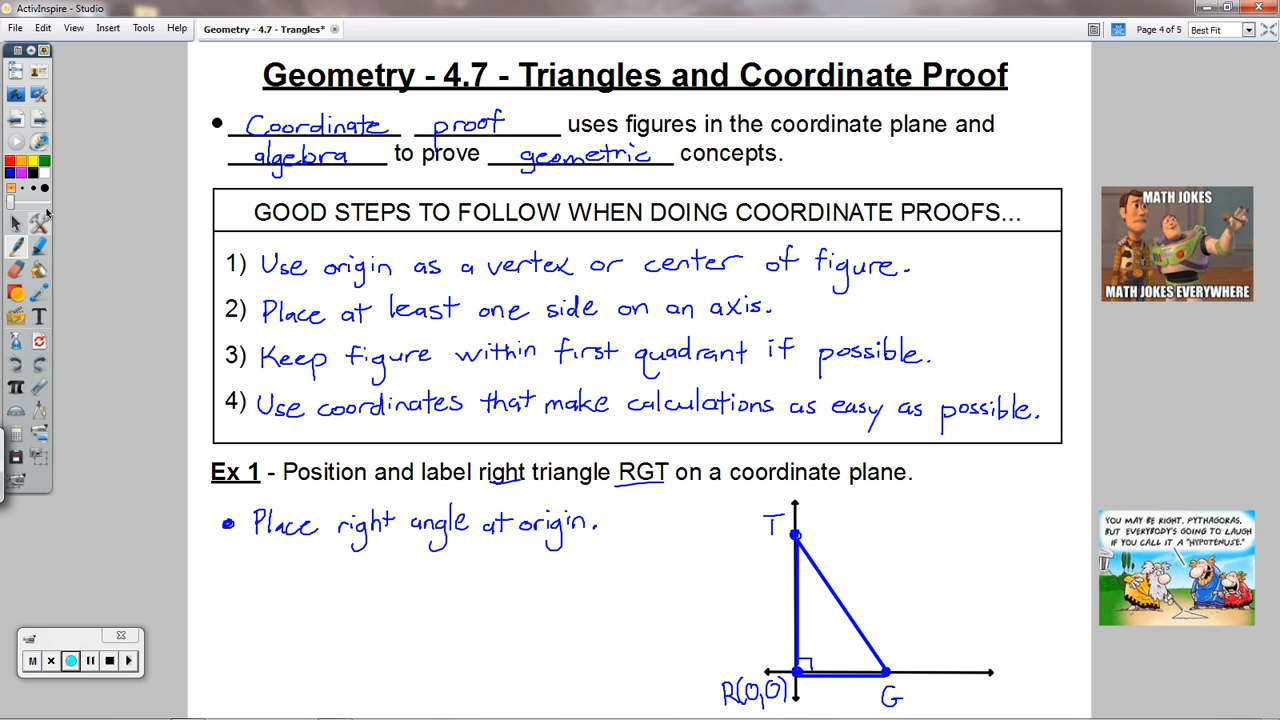 ActivInspire - Studio
File Edit View Insert Tools Help
Geometry - 4.7 - Trangles*
Page 4 of 5
Best Fit
Geometry - 4.7 - Triangles and Coordinate Proof
• Coordinate proof uses figures in the coordinate plane and
algebra to prove geometric concepts.
GOOD STEPS TO FOLLOW WHEN DOING COORDINATE PROOFS...
1) Use origin as a vertex or center of figure.
2) Place at least one side on an axis.
3) Keep figure within first quadrant if possible.
4) Use coordinates that make calculations as easy as possible.
Ex 1 - Position and label right triangle RGT on a coordinate plane.
• Place right angle at origin.
T
R(0,0)
G
MATH JOKES
MATH JOKES EVERYWHERE
YOU MAY BE RIGHT, PYTHAGORAS,
BUT EVERYBODY'S GOING TO LAUGH
IF YOU CALL IT A "HYPOTENUSE."
M